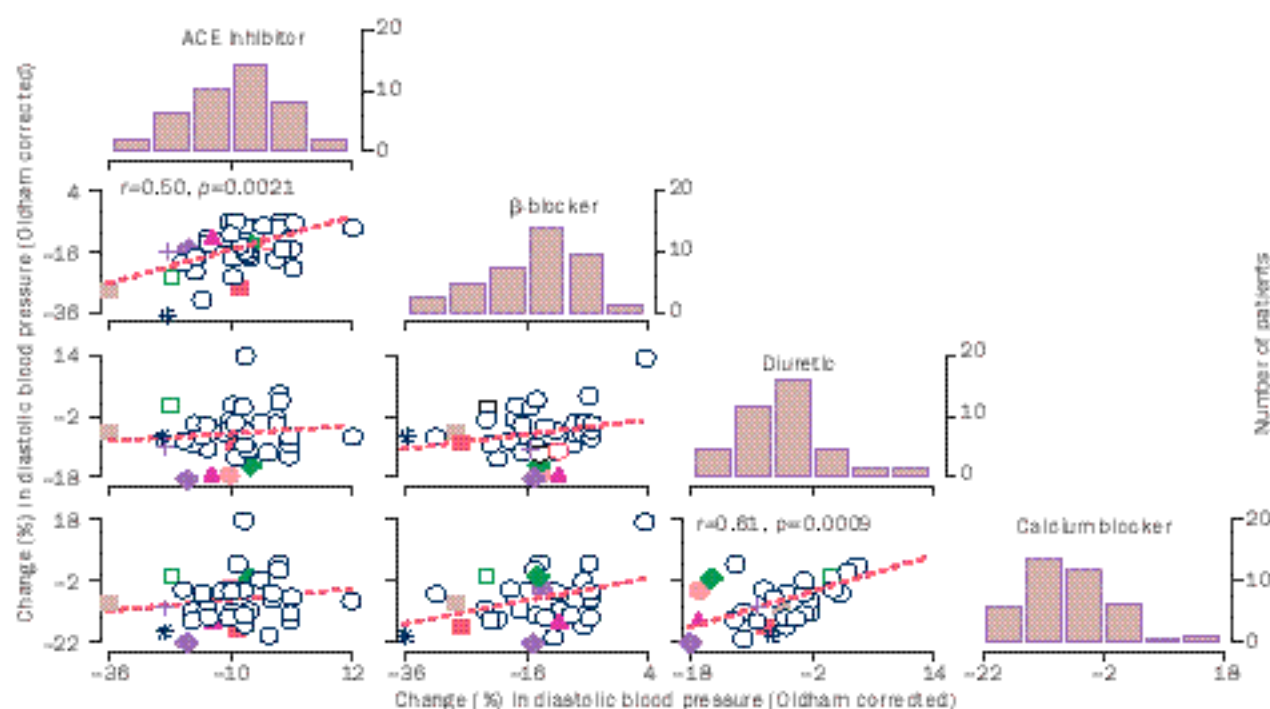 ACE Inhibitor
20
10
0
Change (%) in diastolic blood pressure (Oldham corrected)
4
-16
-36
r=0.50, p=0.0021
β-blocker
20
10
0
Number of patients
14
-2
-18
Diuretic
20
10
0
18
-2
-22
r=0.61, p=0.0009
Calcium blocker
20
10
0
-36 -10 12
-36 -16 4
-18 -2 14
-22 -2 18
Change (%) in diastolic blood pressure (Oldham corrected)